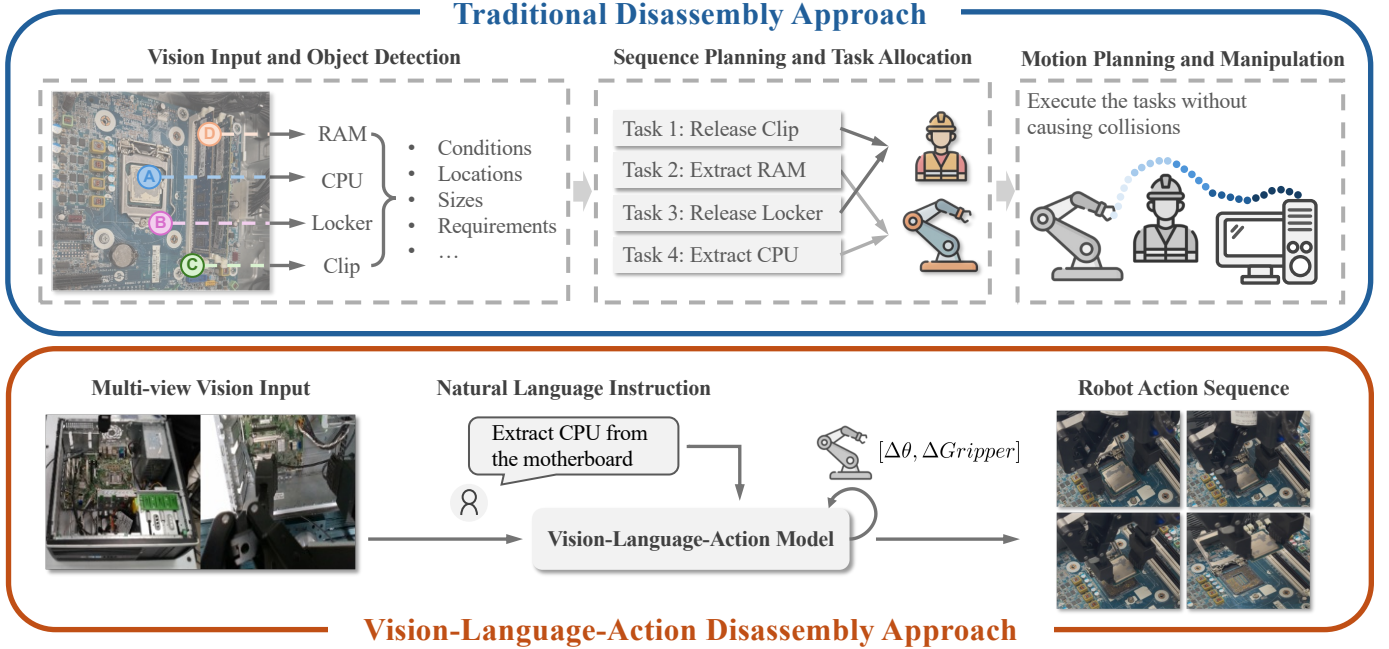 Traditional Disassembly Approach
Vision Input and Object Detection
D
A
B
C
RAM
CPU
Locker
Clip
• Conditions
• Locations
• Sizes
• Requirements
• …
Sequence Planning and Task Allocation
Task 1: Release Clip
Task 2: Extract RAM
Task 3: Release Locker
Task 4: Extract CPU
Motion Planning and Manipulation
Execute the tasks without
causing collisions
Multi-view Vision Input
Natural Language Instruction
Extract CPU from
the motherboard
Vision-Language-Action Model
[Δθ, ΔGripper]
Robot Action Sequence
Vision-Language-Action Disassembly Approach